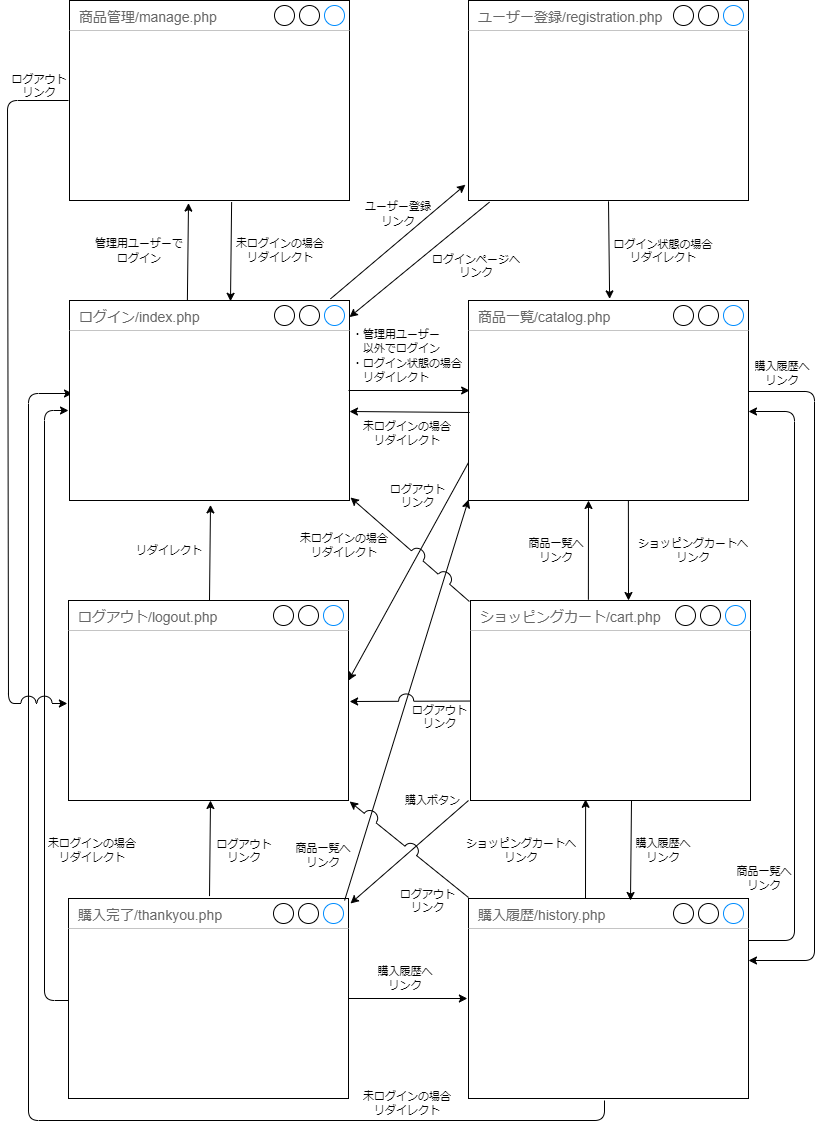 商品管理/manage.php
ユーザー登録/registration.php
ログアウト
リンク
ユーザー登録
リンク
管理用ユーザーで
ログイン
未ログインの場合
リダイレクト
ログインページへ
リンク
ログイン状態の場合
リダイレクト
ログイン/index.php
商品一覧/catalog.php
・管理用ユーザー
以外でログイン
・ログイン状態の場合
リダイレクト
購入履歴へ
リンク
未ログインの場合
リダイレクト
ログアウト
リンク
リダイレクト
未ログインの場合
リダイレクト
商品一覧へ
リンク
ショッピングカートへ
リンク
ログアウト/logout.php
ショッピングカート/cart.php
ログアウト
リンク
購入ボタン
未ログインの場合
リダイレクト
ログアウト
リンク
商品一覧へ
リンク
ショッピングカートへ
リンク
購入履歴へ
リンク
商品一覧へ
リンク
ログアウト
リンク
購入完了/thankyou.php
購入履歴/history.php
購入履歴へ
リンク
未ログインの場合
リダイレクト